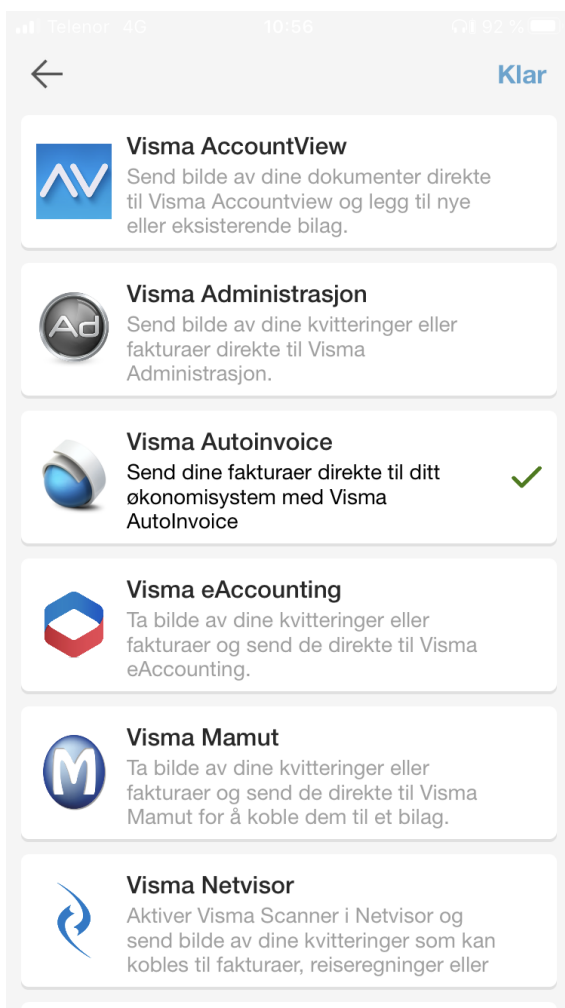 Telenor 4G 10:56 92 %
Klar
Visma AccountView
Send bilde av dine dokumenter direkte
til Visma Accountview og legg til nye
eller eksisterende bilag.
Ad
Visma Administrasjon
Send bilde av dine kvitteringer eller
fakturaer direkte til Visma
Administrasjon.
Visma Autoinvoice
Send dine fakturaer direkte til ditt
økonomisystem med Visma
AutoInvoice
Visma eAccounting
Ta bilde av dine kvitteringer eller
fakturaer og send de direkte til Visma
eAccounting.
M
Visma Mamut
Ta bilde av dine kvitteringer eller
fakturaer og send de direkte til Visma
Mamut for å koble dem til et bilag.
Visma Netvisor
Aktiver Visma Scanner i Netvisor og
send bilde av dine kvitteringer som kan
kobles til fakturaer, reiseregninger eller